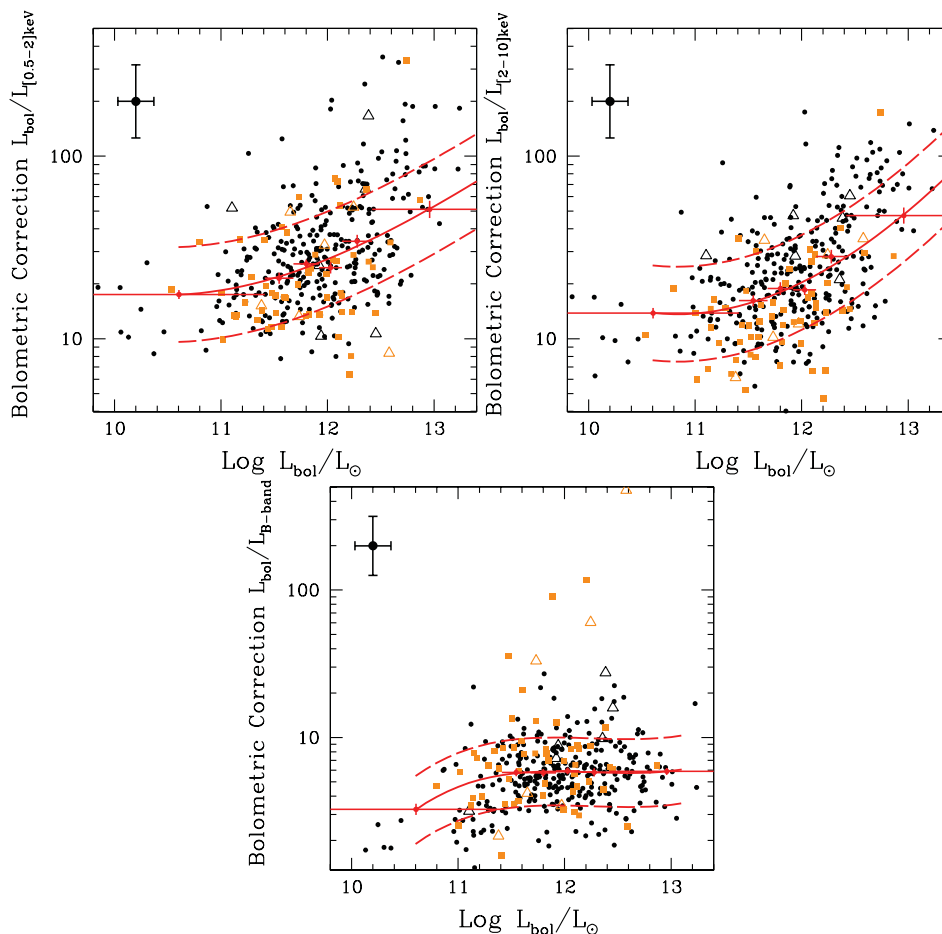 Bolometric Correction L_bol/L_[0.5−2]keV
100
10
10 11 12 13
Log L_bol/L_⊙
Bolometric Correction L_bol/L_[2−10]keV
100
10
10 11 12 13
Log L_bol/L_⊙
Bolometric Correction L_bol/L_B−band
100
10
10 11 12 13
Log L_bol/L_⊙